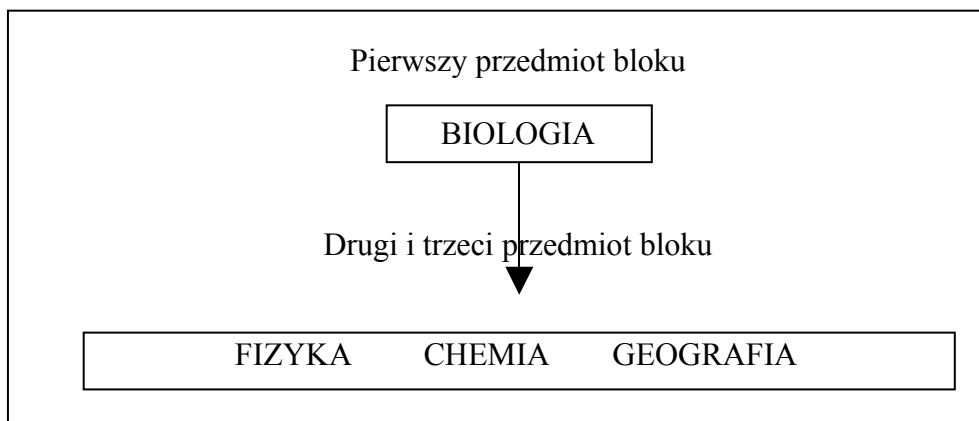 Pierwszy przedmiot bloku
BIOLOGIA
Drugi i trzeci przedmiot bloku
FIZYKA CHEMIA GEOGRAFIA